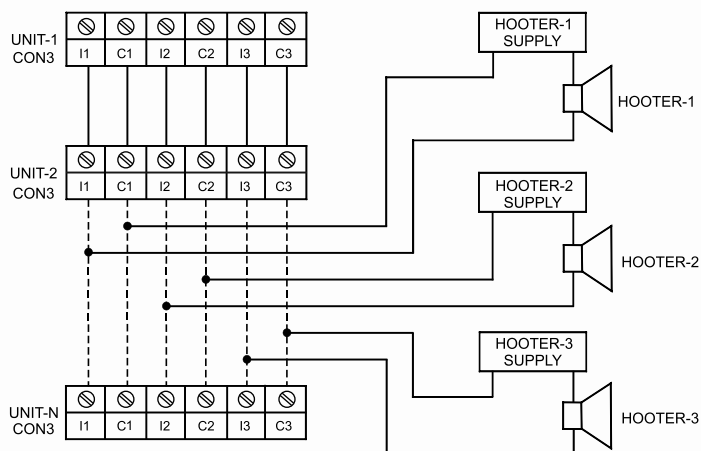 UNIT-1
CON3
I1 C1 I2 C2 I3 C3
HOOTER-1
SUPPLY
HOOTER-1
UNIT-2
CON3
I1 C1 I2 C2 I3 C3
HOOTER-2
SUPPLY
HOOTER-2
HOOTER-3
SUPPLY
UNIT-N
CON3
I1 C1 I2 C2 I3 C3
HOOTER-3